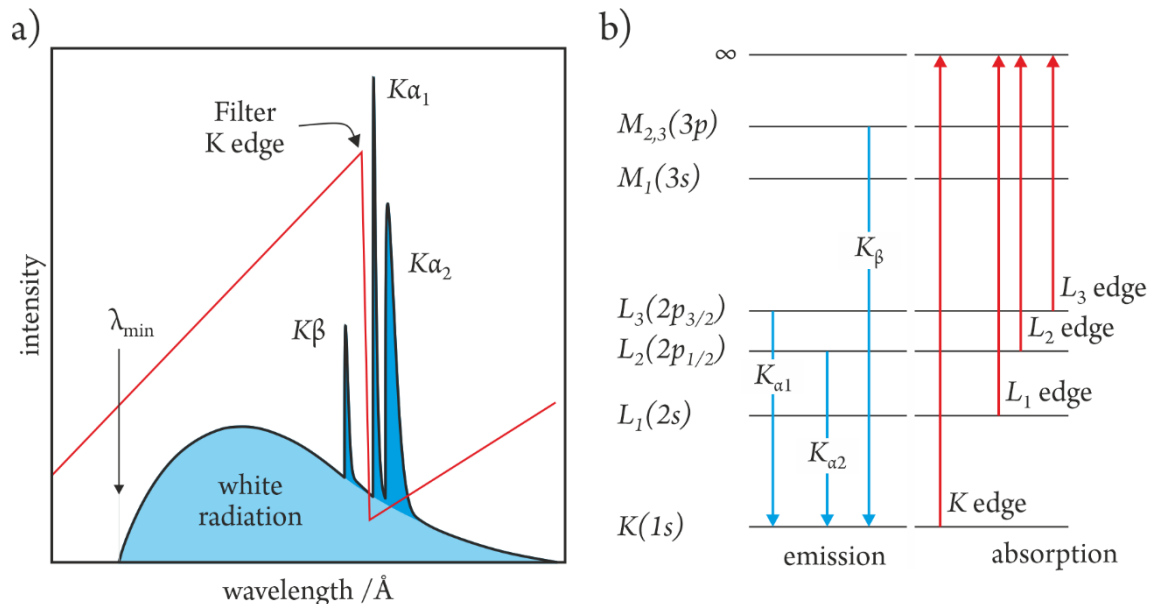 a)
Filter
K edge
Kα₁
Kα₂
Kβ
λmin
white
radiation
intensity
wavelength /Å
b)
∞
M₂,₃(3p)
M₁(3s)
L₃(2p₃/₂)
L₂(2p₁/₂)
L₁(2s)
K(1s)
Kβ
Kα1
Kα2
L₃ edge
L₂ edge
L₁ edge
K edge
emission
absorption